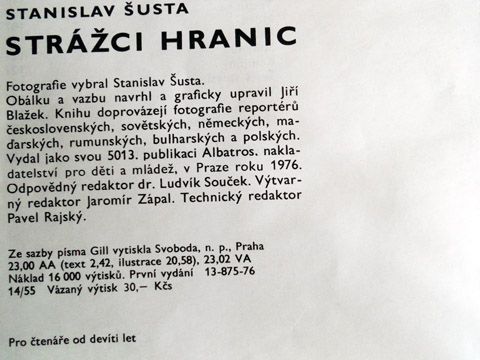 STANISLAV ŠUSTA
STRÁŽCI HRANIC
Fotografie vybral Stanislav Šusta.
Obálku a vazbu navrhl a graficky upravil Jiří
Blažek. Knihu doprovázejí fotografie reportérů
československých, sovětských, německých, ma-
ďarských, rumunských, bulharských a polských.
Vydal jako svou 5013. publikaci Albatros. nakla-
datelství pro děti a mládež, v Praze roku 1976.
Odpovědný redaktor dr. Ludvík Souček. Výtvar-
ný redaktor Jaromír Zápal. Technický redaktor
Pavel Rajský.
Ze sazby písma Gill vytiskla Svoboda, n. p., Praha
23,00 AA (text 2,42, ilustrace 20,58), 23,02 VA
Náklad 16 000 výtisků. První vydání 13-875-76
14/55 Vázaný výtisk 30,– Kčs
Pro čtenáře od devíti let